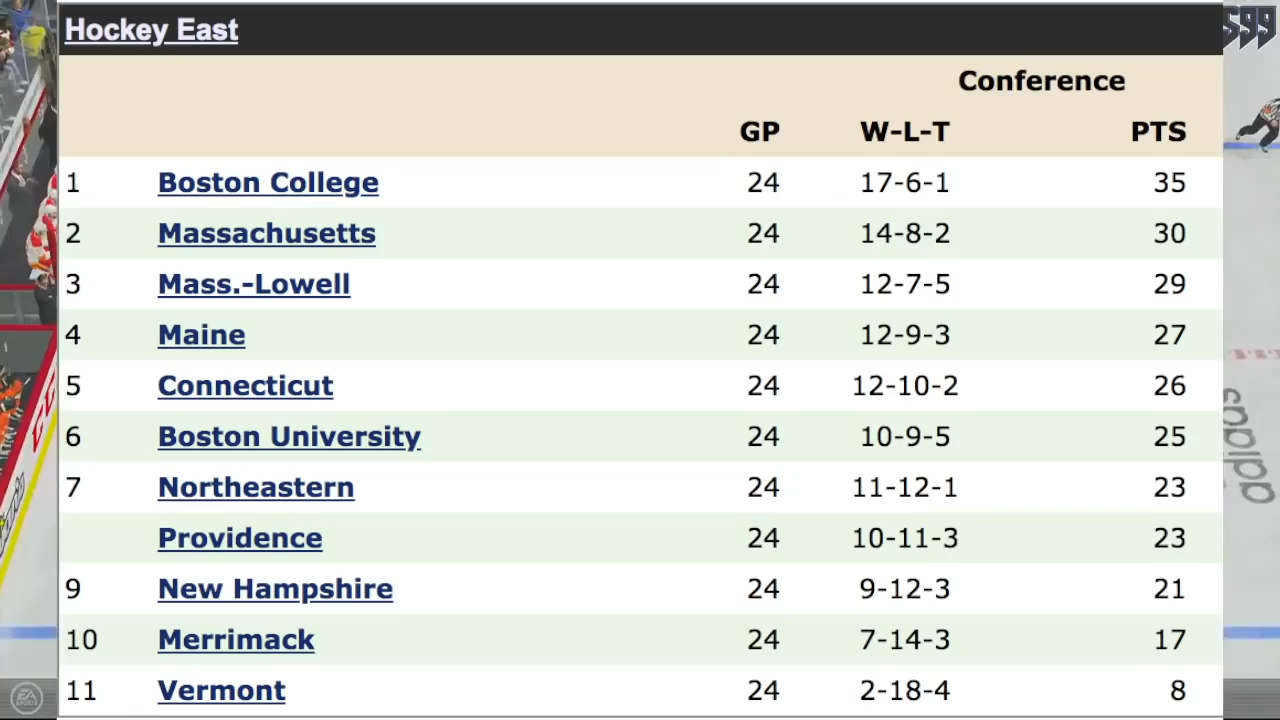 Hockey East
Conference
GP W-L-T PTS
1 Boston College 24 17-6-1 35
2 Massachusetts 24 14-8-2 30
3 Mass.-Lowell 24 12-7-5 29
4 Maine 24 12-9-3 27
5 Connecticut 24 12-10-2 26
6 Boston University 24 10-9-5 25
7 Northeastern 24 11-12-1 23
Providence 24 10-11-3 23
9 New Hampshire 24 9-12-3 21
10 Merrimack 24 7-14-3 17
11 Vermont 24 2-18-4 8
S99
EA
SPORTS